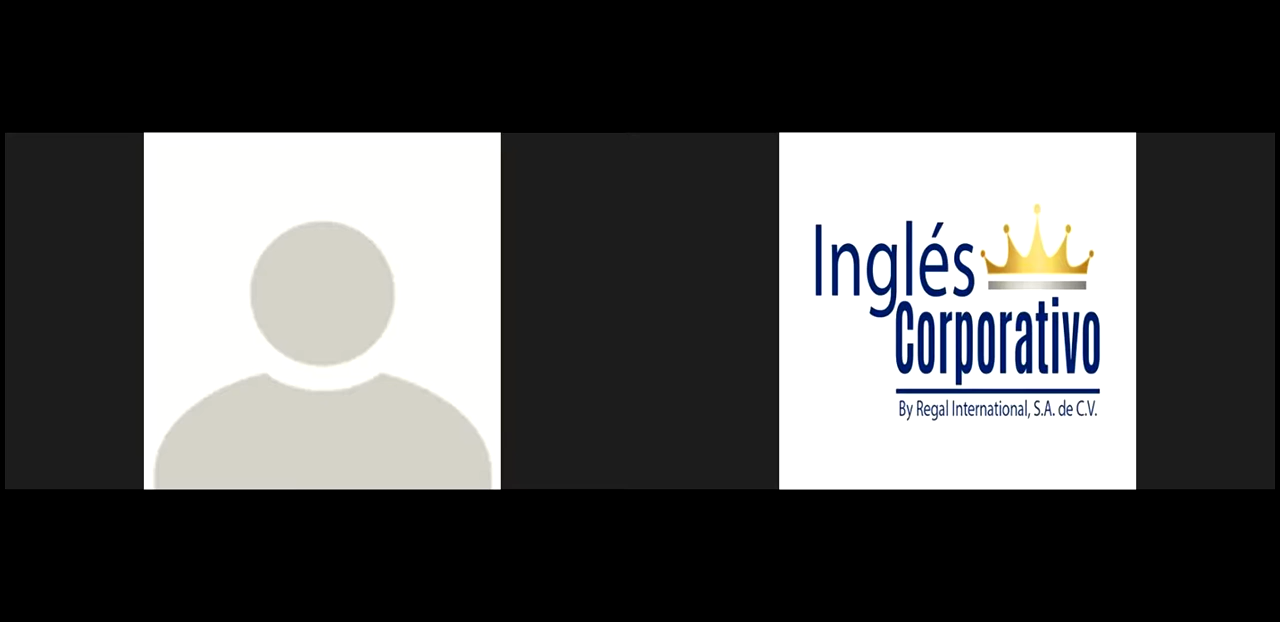 Inglés
Corporativo
By Regal International, S.A. de C.V.